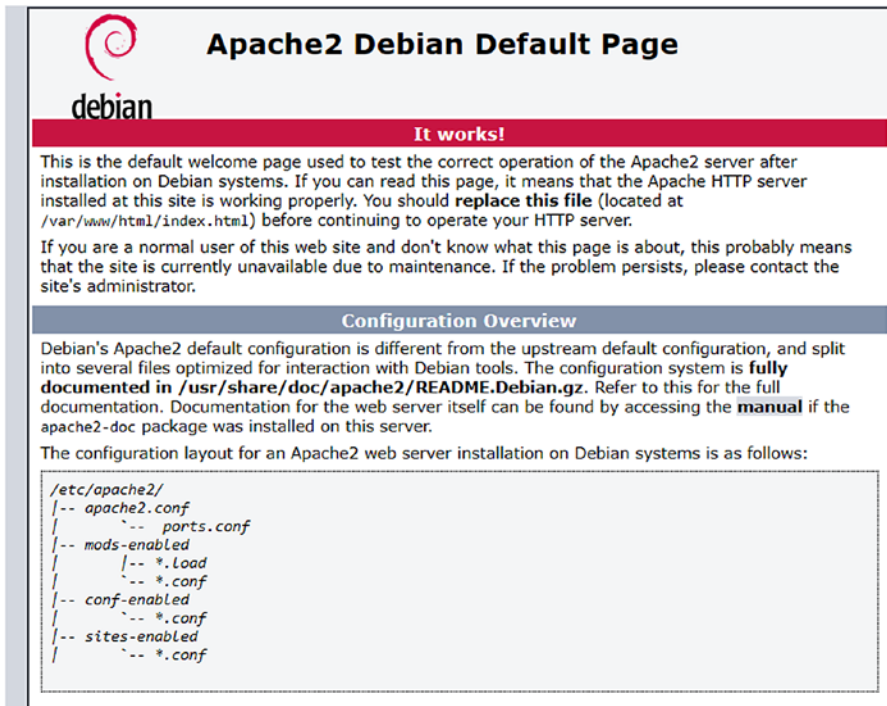 debian
Apache2 Debian Default Page
It works!
This is the default welcome page used to test the correct operation of the Apache2 server after
installation on Debian systems. If you can read this page, it means that the Apache HTTP server
installed at this site is working properly. You should replace this file (located at
/var/www/html/index.html) before continuing to operate your HTTP server.
If you are a normal user of this web site and don't know what this page is about, this probably means
that the site is currently unavailable due to maintenance. If the problem persists, please contact the
site's administrator.
Configuration Overview
Debian's Apache2 default configuration is different from the upstream default configuration, and split
into several files optimized for interaction with Debian tools. The configuration system is fully
documented in /usr/share/doc/apache2/README.Debian.gz. Refer to this for the full
documentation. Documentation for the web server itself can be found by accessing the manual if the
apache2-doc package was installed on this server.
The configuration layout for an Apache2 web server installation on Debian systems is as follows:
/etc/apache2/
|-- apache2.conf
|       `--  ports.conf
|-- mods-enabled
|       |-- *.load
|       `-- *.conf
|-- conf-enabled
|       `-- *.conf
|-- sites-enabled
|       `-- *.conf